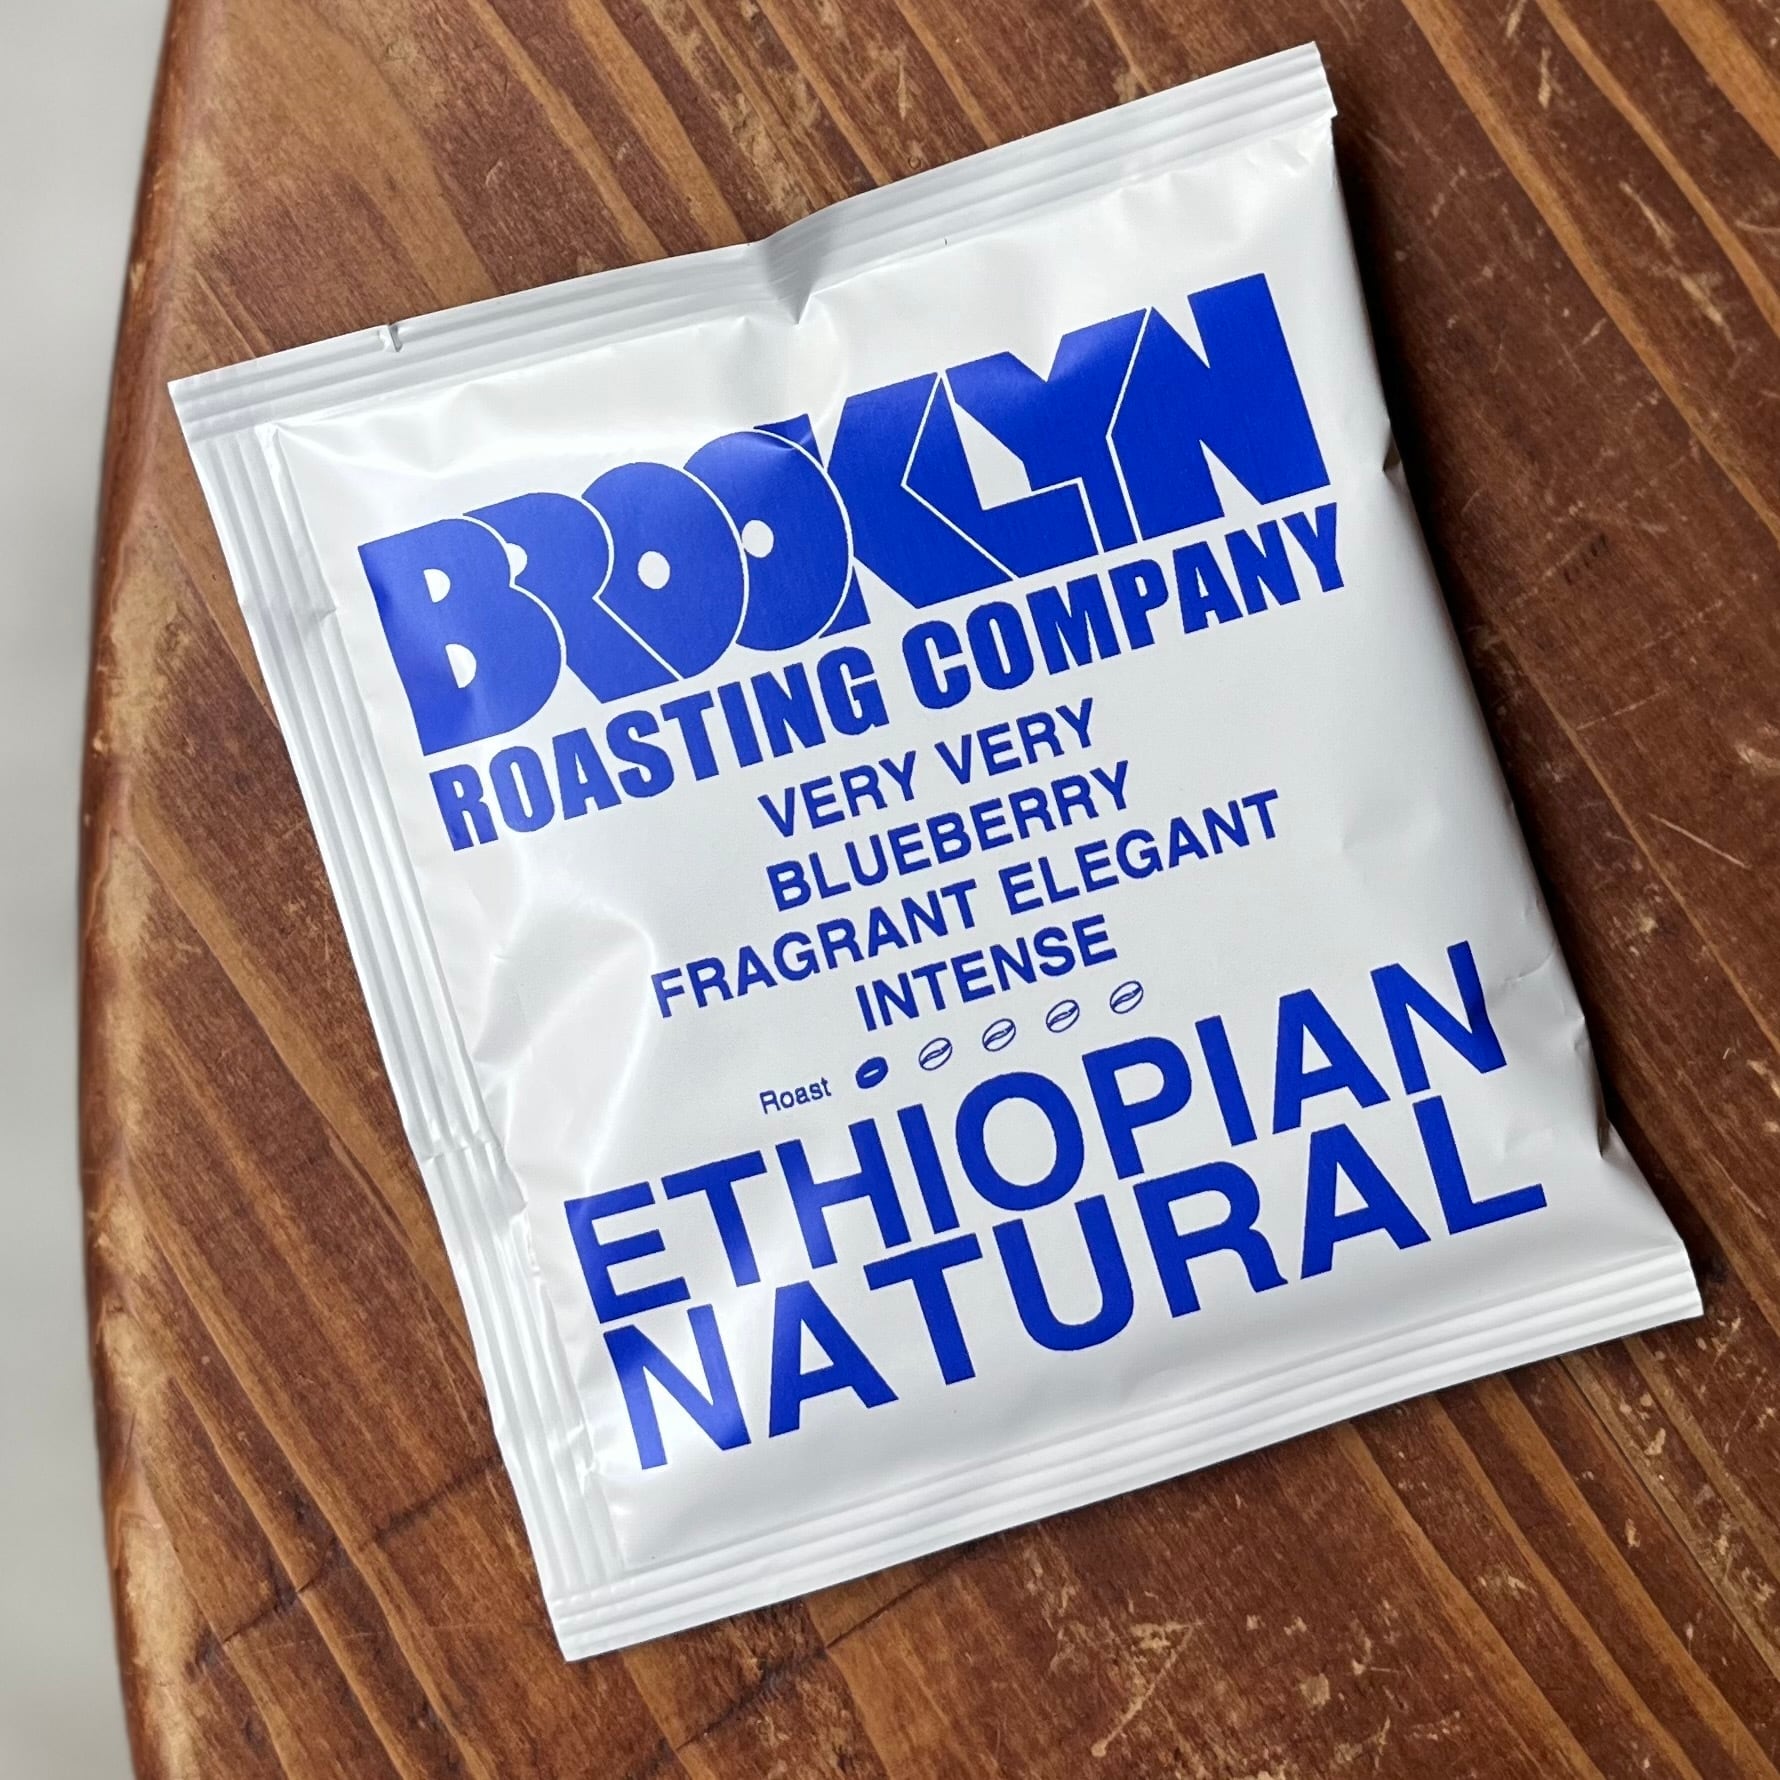 BROOKLYN
ROASTING COMPANY
VERY VERY
BLUEBERRY
FRAGRANT ELEGANT
INTENSE
Roast
ETHIOPIAN
NATURAL